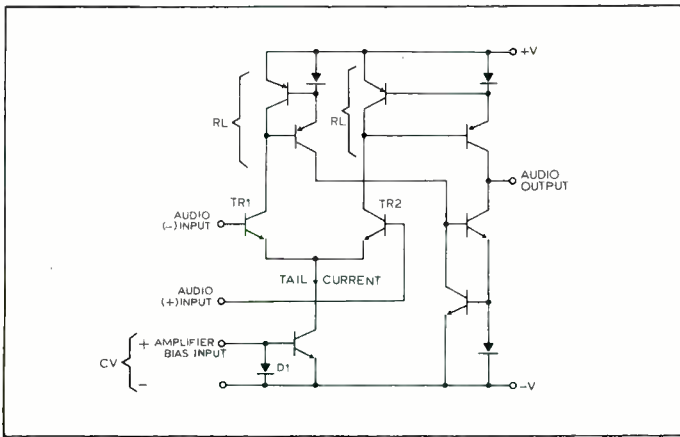 +V
RL
RL
AUDIO
OUTPUT
TR1
TR2
AUDIO
(-) INPUT
TAIL CURRENT
AUDIO
(+) INPUT
CV
+ AMPLIFIER
BIAS INPUT
D1
-
-V